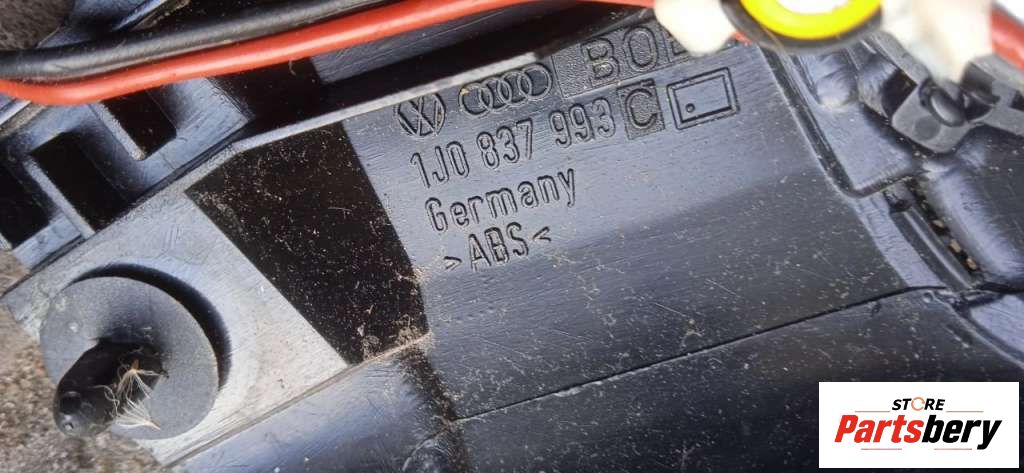 1J0 837 993 C
Germany
>ABS<
STORE
Partsbery